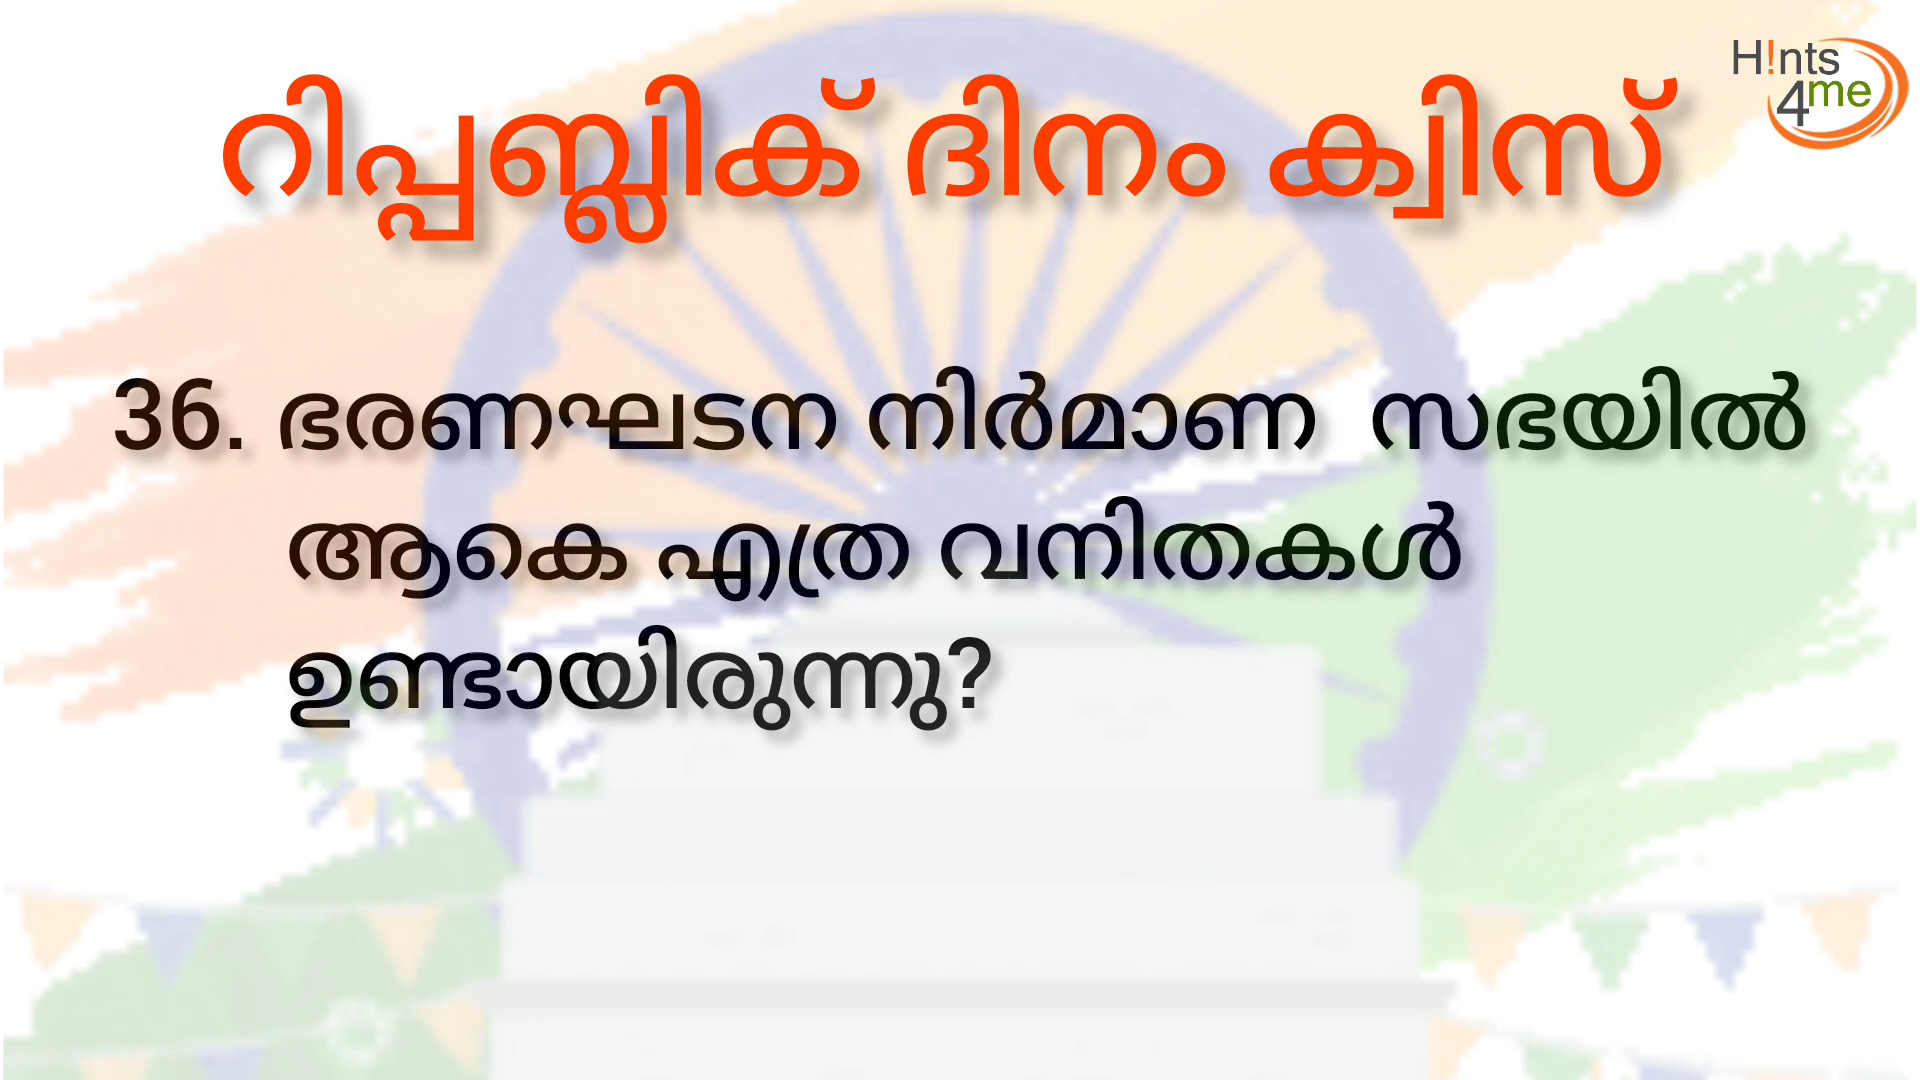 H!nts
4me
റിപ്പബ്ലിക് ദിനം ക്വിസ്
36. ഭരണഘടന നിർമാണ സഭയിൽ
ആകെ എത്ര വനിതകൾ
ഉണ്ടായിരുന്നു?